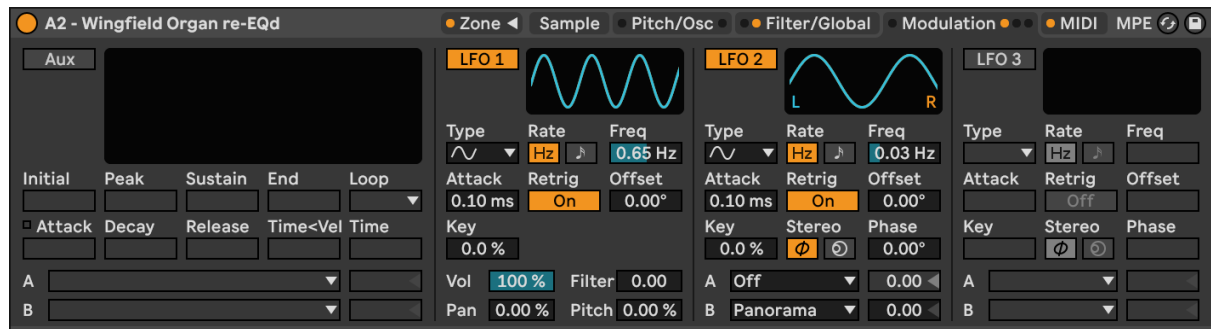 A2 - Wingfield Organ re-EQd Zone Sample Pitch/Osc Filter/Global Modulation MIDI MPE
Aux LFO 1 LFO 2 LFO 3
L R
Type Rate Freq Type Rate Freq Type Rate Freq
Hz 0.65 Hz Hz 0.03 Hz Hz
Initial Peak Sustain End Loop Attack Retrig Offset Attack Retrig Offset Attack Retrig Offset
0.10 ms On 0.00° 0.10 ms On 0.00° Off
Attack Decay Release Time<Vel Time Key Key Stereo Phase Key Stereo Phase
0.0 % 0.0 % Φ 0.00° Φ
A Vol 100 % Filter 0.00 A Off 0.00 A
B Pan 0.00 % Pitch 0.00 % B Panorama 0.00 B